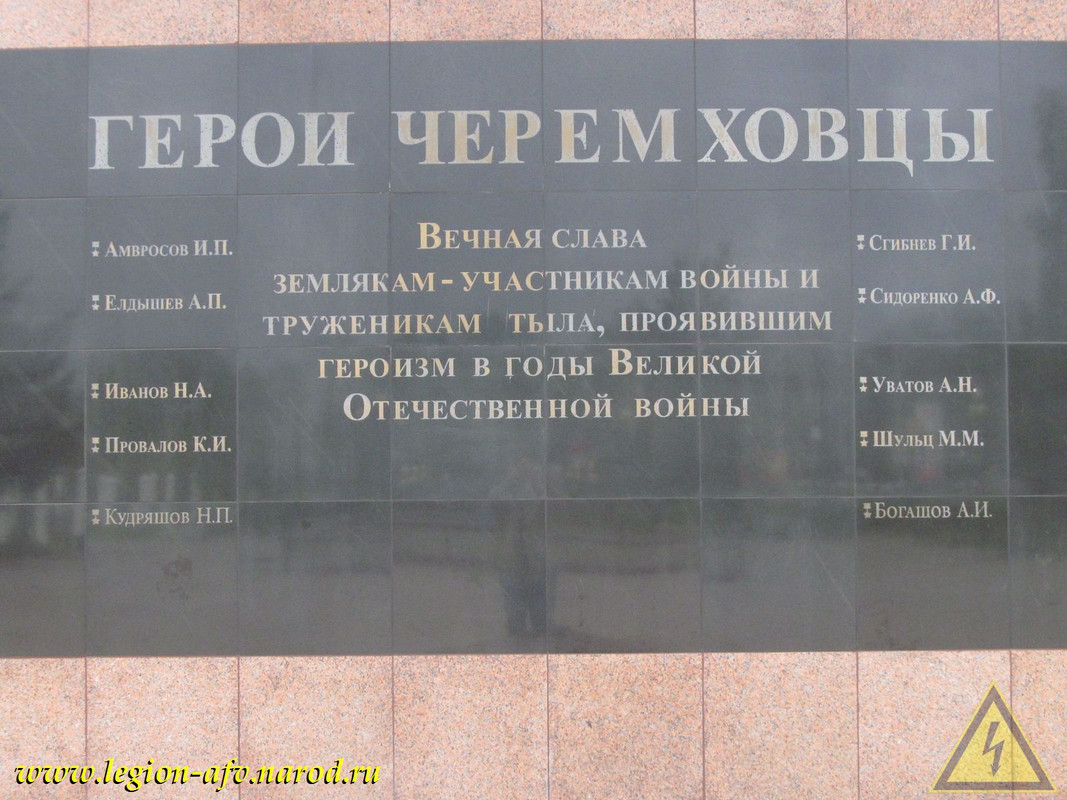 ГЕРОИ ЧЕРЕМХОВЦЫ
Амвросов И.П.
Елдышев А.П.
Иванов Н.А.
Провалов К.И.
Кудряшов Н.П.
Вечная слава
землякам - участникам войны и
труженикам тыла, проявившим
героизм в годы Великой
Отечественной войны
Сгибнев Г.И.
Сидоренко А.Ф.
Уватов А.Н.
Шульц М.М.
Богашов А.И.
www.legion-afv.narod.ru